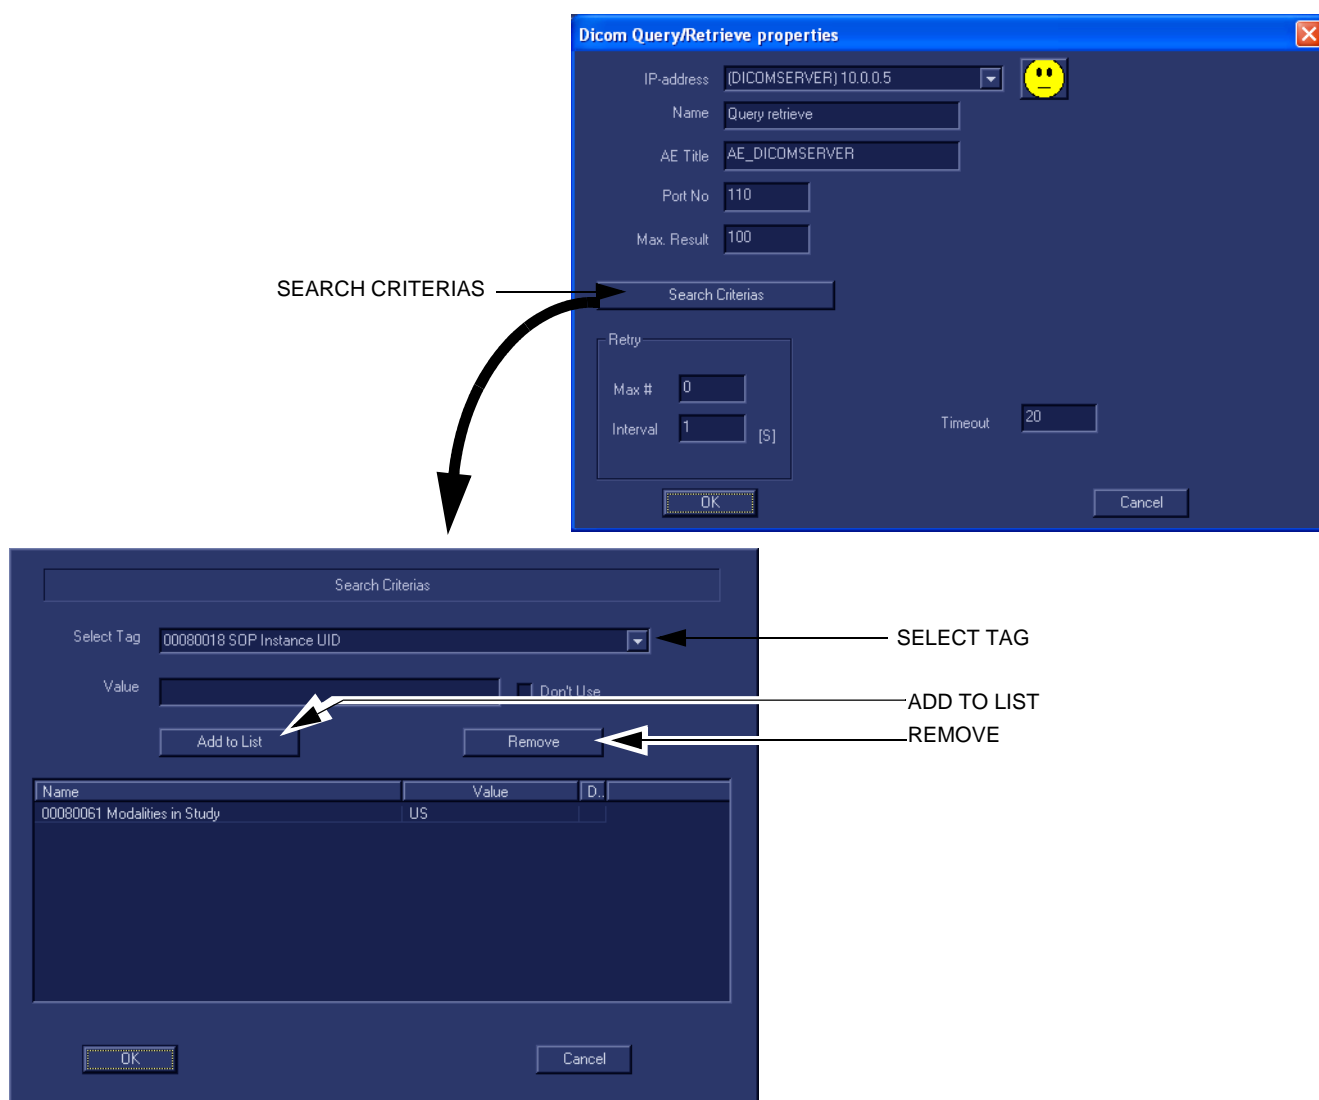 Dicom Query/Retrieve properties
IP-address (DICOMSERVER) 10.0.0.5
Name Query retrieve
AE Title AE_DICOMSERVER
Port No 110
Max. Result 100
SEARCH CRITERIAS
Search Criterias
Retry
Max # 0
Interval 1 [S]
Timeout 20
OK Cancel
Search Criterias
Select Tag 00080018 SOP Instance UID
SELECT TAG
Value Don't Use
ADD TO LIST
Add to List Remove
REMOVE
Name Value D..
00080061 Modalities in Study US
OK Cancel